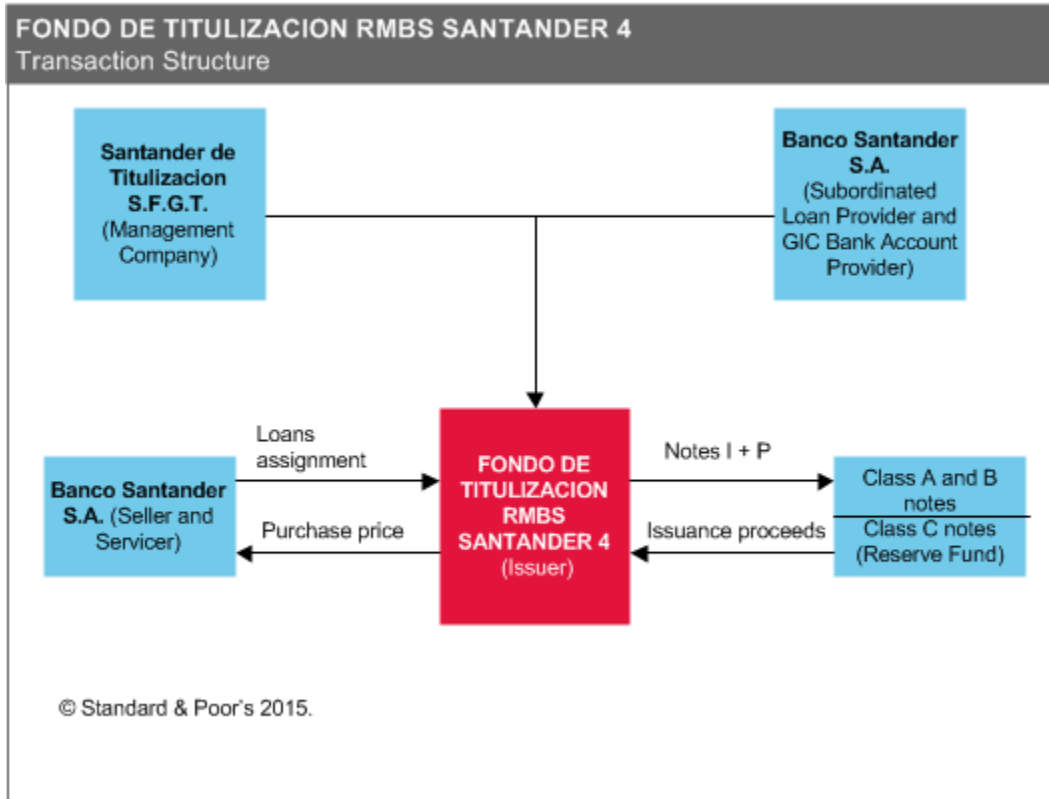 FONDO DE TITULIZACION RMBS SANTANDER 4
Transaction Structure
Santander de
Titulizacion
S.F.G.T.
(Management
Company)
Banco Santander
S.A.
(Subordinated
Loan Provider and
GIC Bank Account
Provider)
Loans
assignment
Banco Santander
S.A. (Seller and
Servicer)
Purchase price
FONDO DE
TITULIZACION
RMBS
SANTANDER 4
(Issuer)
Notes I + P
Issuance proceeds
Class A and B
notes
Class C notes
(Reserve Fund)
© Standard & Poor's 2015.